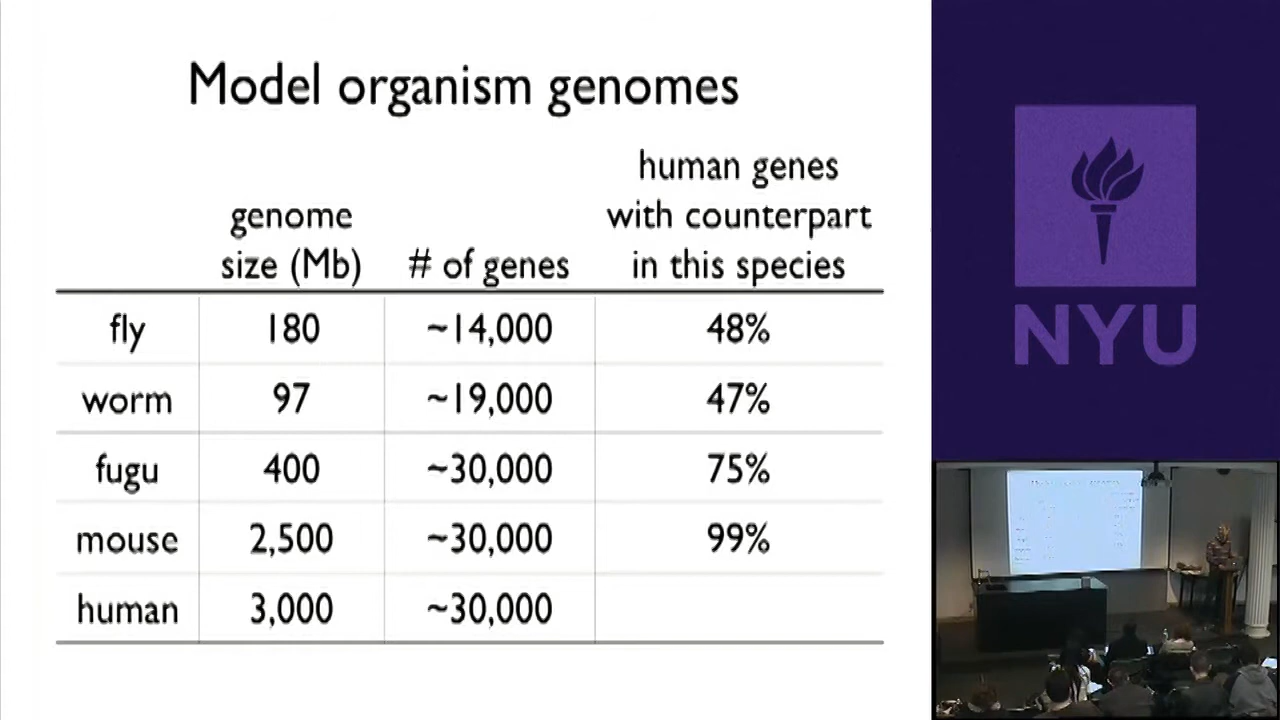 Model organism genomes
human genes
genome
with counterpart
size (Mb)
# of genes
in this species
fly 180 ~14,000 48%
worm 97 ~19,000 47%
fugu 400 ~30,000 75%
mouse 2,500 ~30,000 99%
human 3,000 ~30,000
NYU